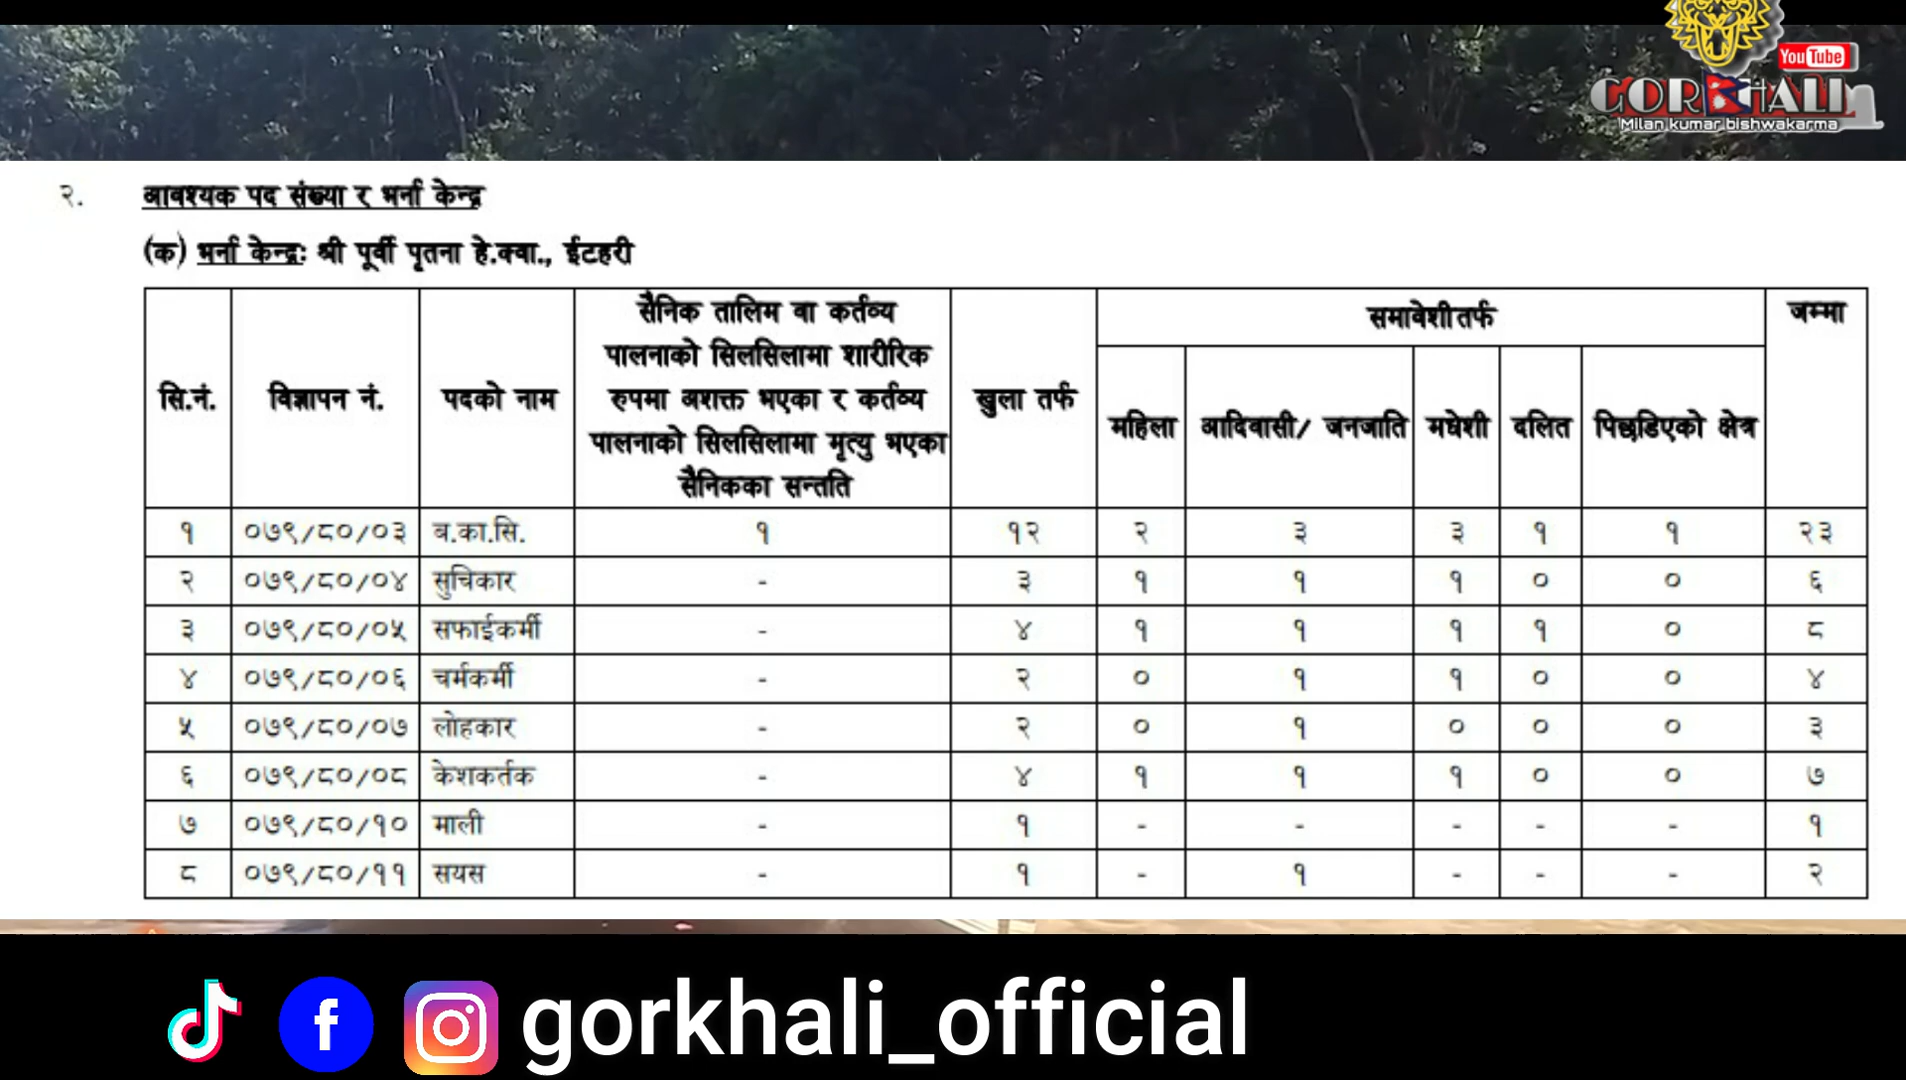 YouTube
GORKHALI
Milan kumar bishwakarma
२. आवश्यक पद संख्या र भर्ना केन्द्र
(क) भर्ना केन्द्रः श्री पूर्वी पृतना हे.क्वा., ईटहरी
सि.नं. विज्ञापन नं. पदको नाम सैनिक तालिम वा कर्तव्य पालनाको सिलसिलामा शारीरिक रुपमा अशक्त भएका र कर्तव्य पालनाको सिलसिलामा मृत्यु भएका सैनिकका सन्तति खुला तर्फ समावेशी तर्फ जम्मा
महिला आदिवासी/ जनजाति मधेशी दलित पिछडिएको क्षेत्र
१ ०७९/८०/०३ ब.का.सि. १ १२ २ ३ ३ १ १ २३
२ ०७९/८०/०४ सुचिकार - ३ १ १ १ ० ० ६
३ ०७९/८०/०५ सफाईकर्मी - ४ १ १ १ १ ० ८
४ ०७९/८०/०६ चर्मकर्मी - २ ० १ १ ० ० ४
५ ०७९/८०/०७ लोहकार - २ ० १ ० ० ० ३
६ ०७९/८०/०८ केशकर्तक - ४ १ १ १ ० ० ७
७ ०७९/८०/१० माली - १ - - - - - १
८ ०७९/८०/११ सयस - १ - १ - - - २
gorkhali_official